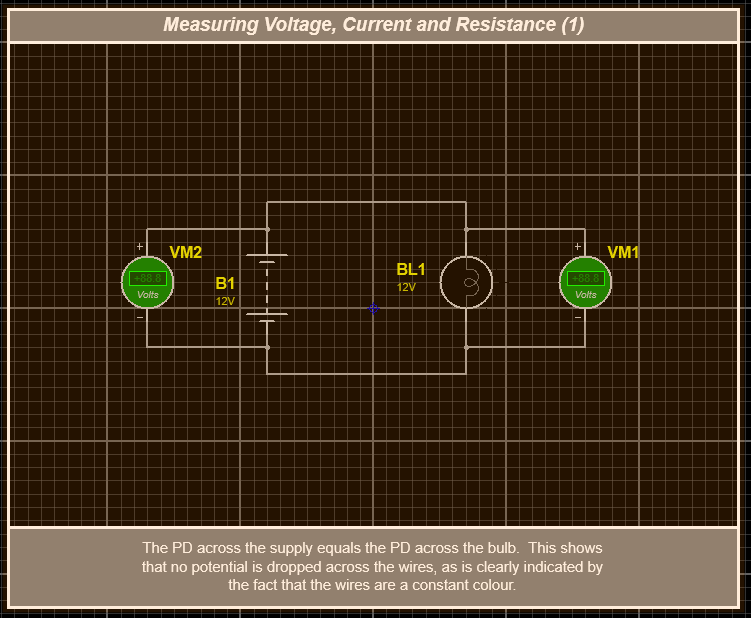 Measuring Voltage, Current and Resistance (1)
+
VM2
+88.8
Volts
−
B1
12V
BL1
12V
+
VM1
+88.8
Volts
−
The PD across the supply equals the PD across the bulb. This shows
that no potential is dropped across the wires, as is clearly indicated by
the fact that the wires are a constant colour.